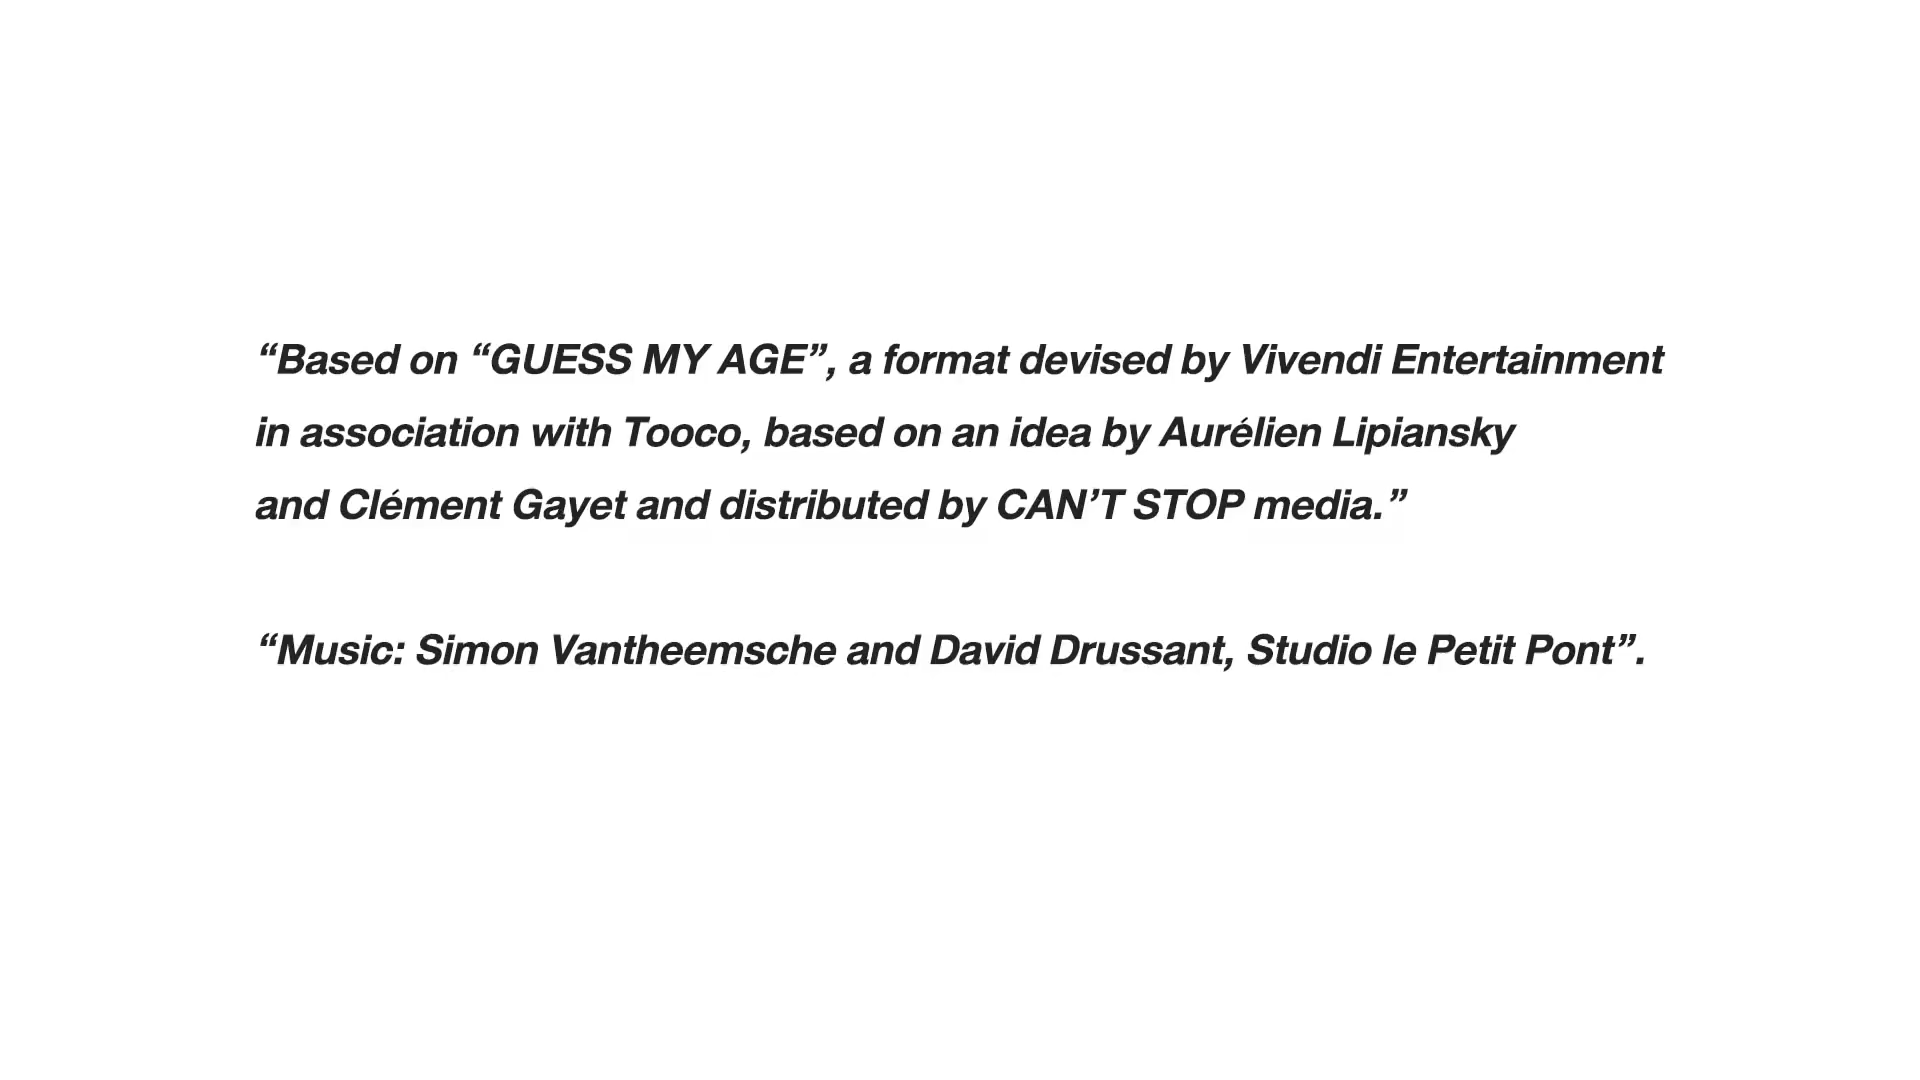 “Based on “GUESS MY AGE”, a format devised by Vivendi Entertainment
in association with Tooco, based on an idea by Aurélien Lipiansky
and Clément Gayet and distributed by CAN’T STOP media.”
“Music: Simon Vantheemsche and David Drussant, Studio le Petit Pont”.